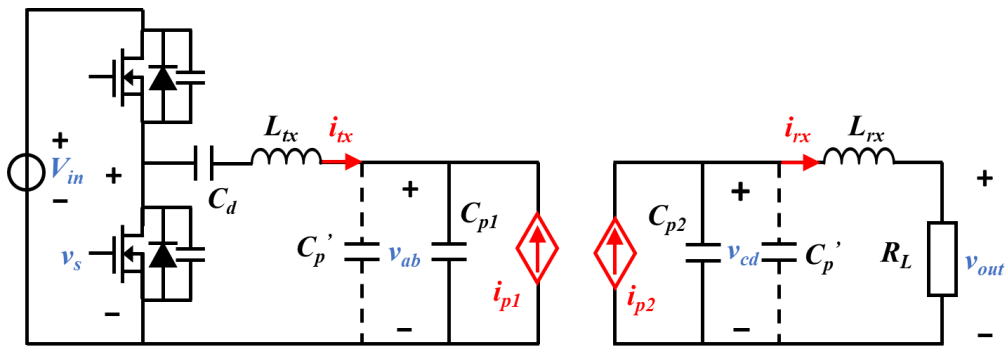 L_tx i_tx i_rx L_rx
+ + + + +
V_in C_d C_p' v_ab C_p1 C_p2 v_cd C_p' R_L v_out
− v_s i_p1 i_p2
− − − −